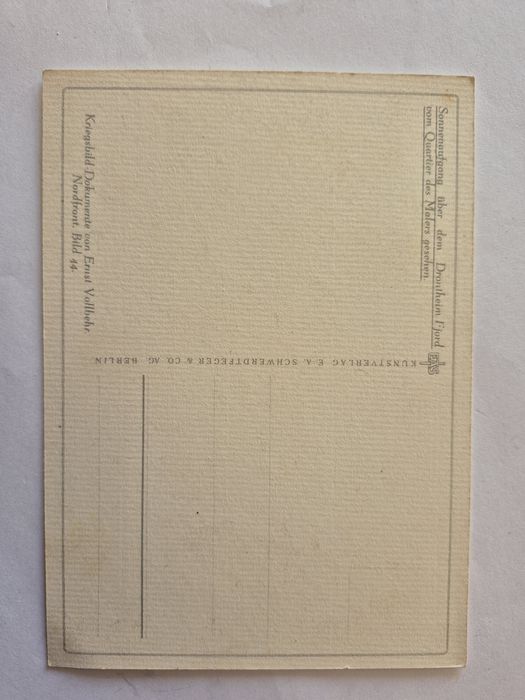 Sonnenaufgang über dem Drontheim Fjord
vom Quartier des Malers gesehen.
EAS
KUNSTVERLAG E. A. SCHWERDTFEGER & CO. AG. BERLIN
Kriegsbild-Dokumente von Ernst Vollbehr.
Nordfront. Bild 44.